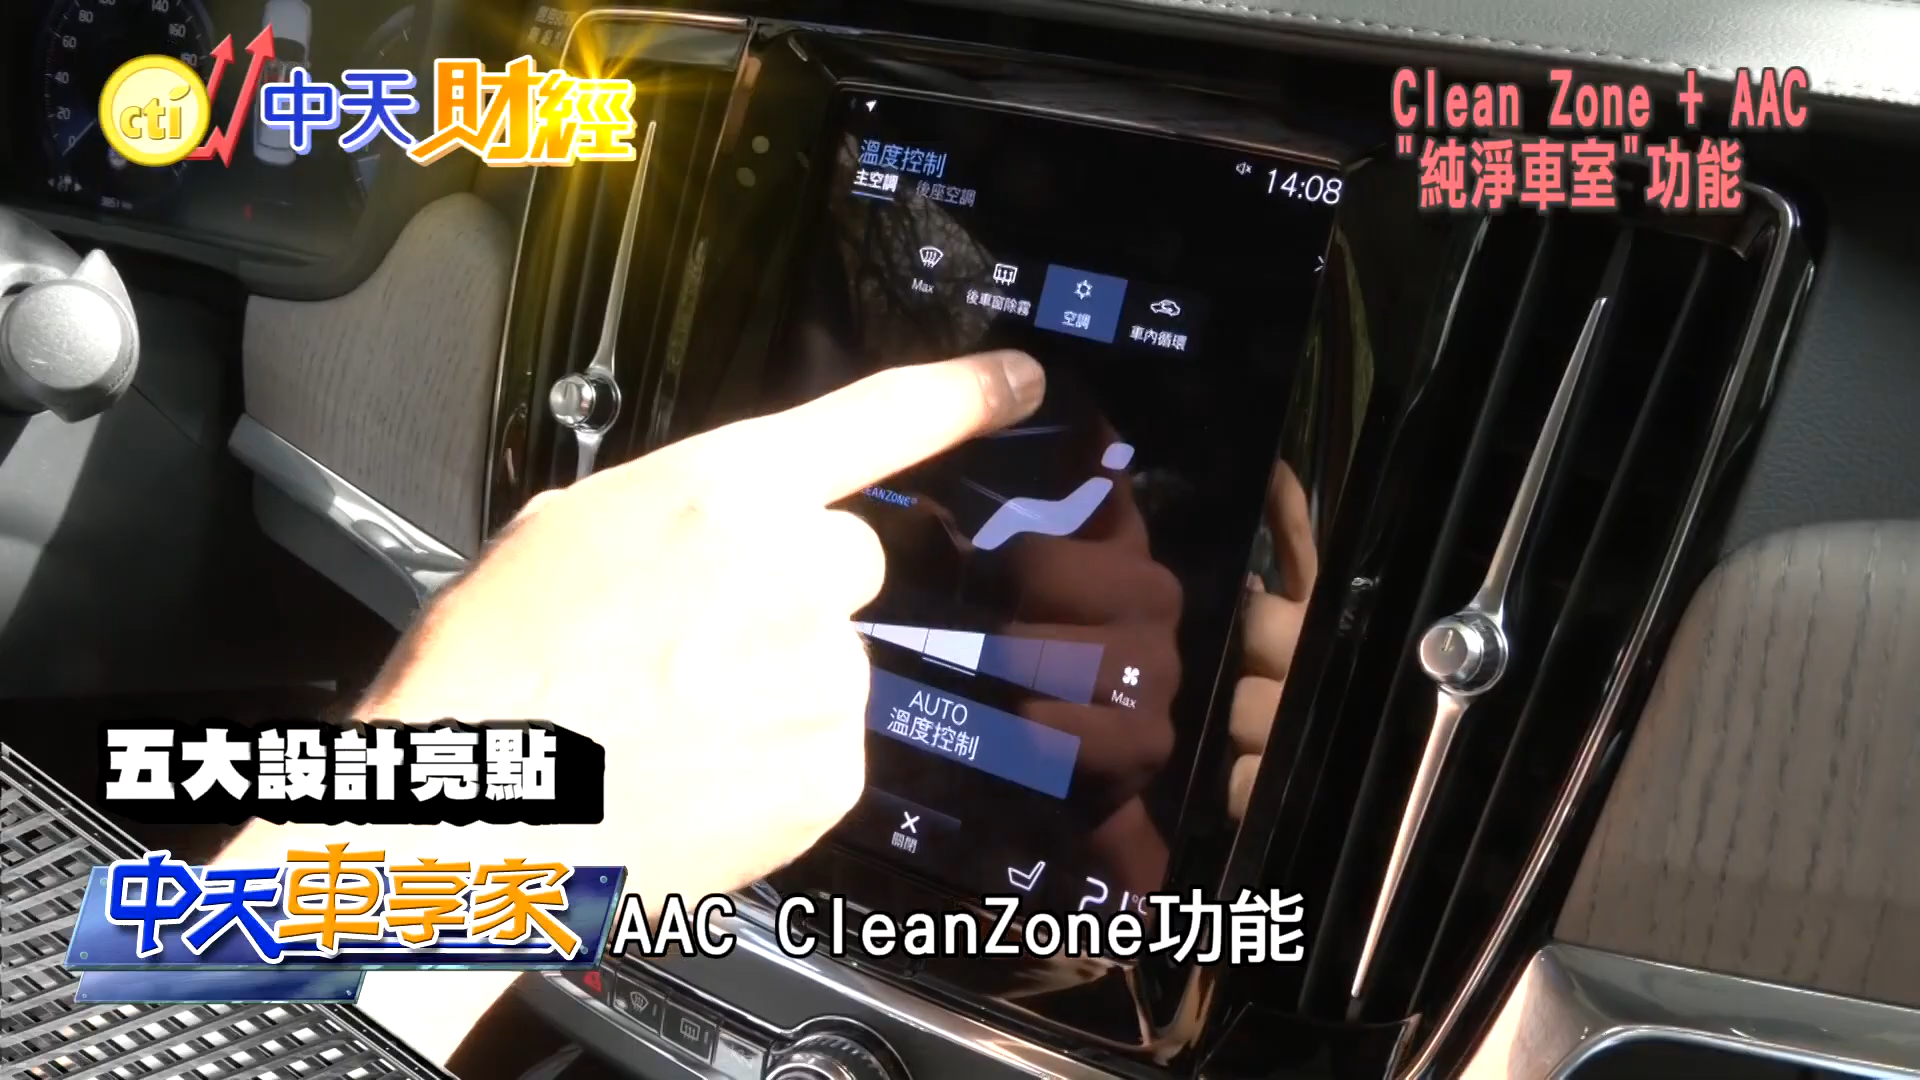 cti 中天財經
Clean Zone + AAC
"純淨車室"功能
溫度控制
主空調 後座空調
14:08
Max
後車窗除霧
空調
車內循環
Max
AUTO
溫度控制
關閉
五大設計亮點
中天車享家
AAC CleanZone功能